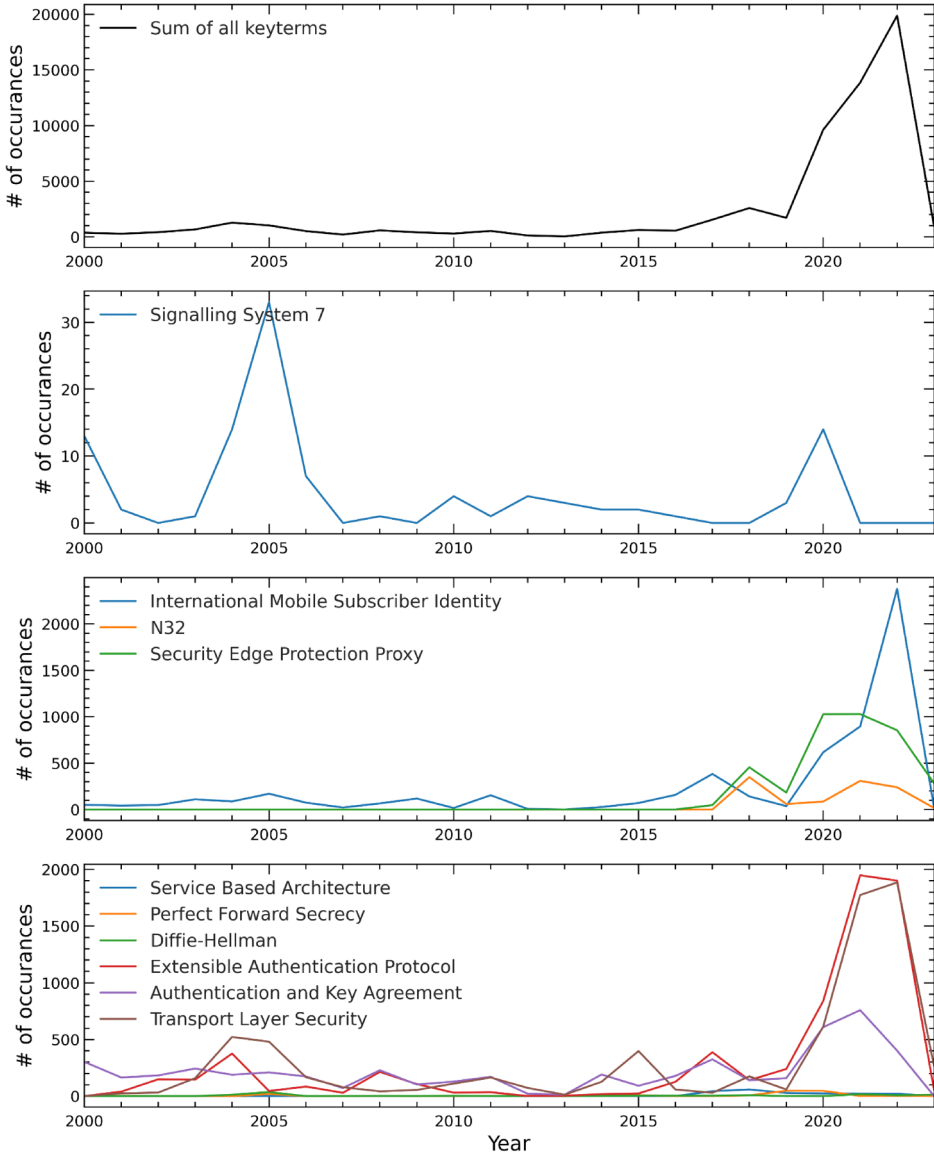 Sum of all keyterms
# of occurances
20000
15000
10000
5000
0
2000 2005 2010 2015 2020
Signalling System 7
# of occurances
30
20
10
0
2000 2005 2010 2015 2020
International Mobile Subscriber Identity
N32
Security Edge Protection Proxy
# of occurances
2000
1500
1000
500
0
2000 2005 2010 2015 2020
Service Based Architecture
Perfect Forward Secrecy
Diffie-Hellman
Extensible Authentication Protocol
Authentication and Key Agreement
Transport Layer Security
# of occurances
2000
1500
1000
500
0
2000 2005 2010 2015 2020
Year